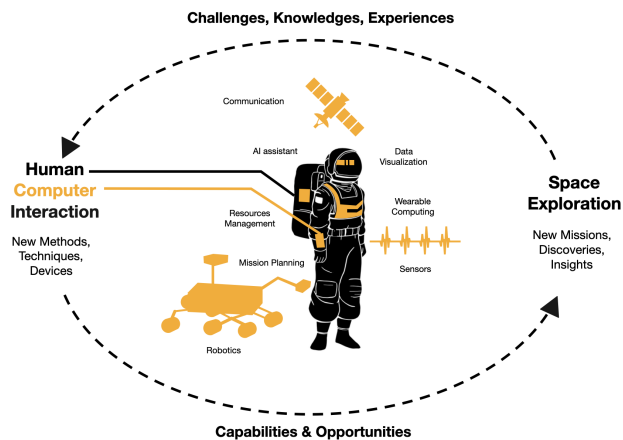 Challenges, Knowledges, Experiences
Communication
AI assistant
Data
Visualization
Human
Computer
Interaction
New Methods,
Techniques,
Devices
Resources
Management
Wearable
Computing
Space
Exploration
New Missions,
Discoveries,
Insights
Mission Planning
Sensors
Robotics
Capabilities & Opportunities